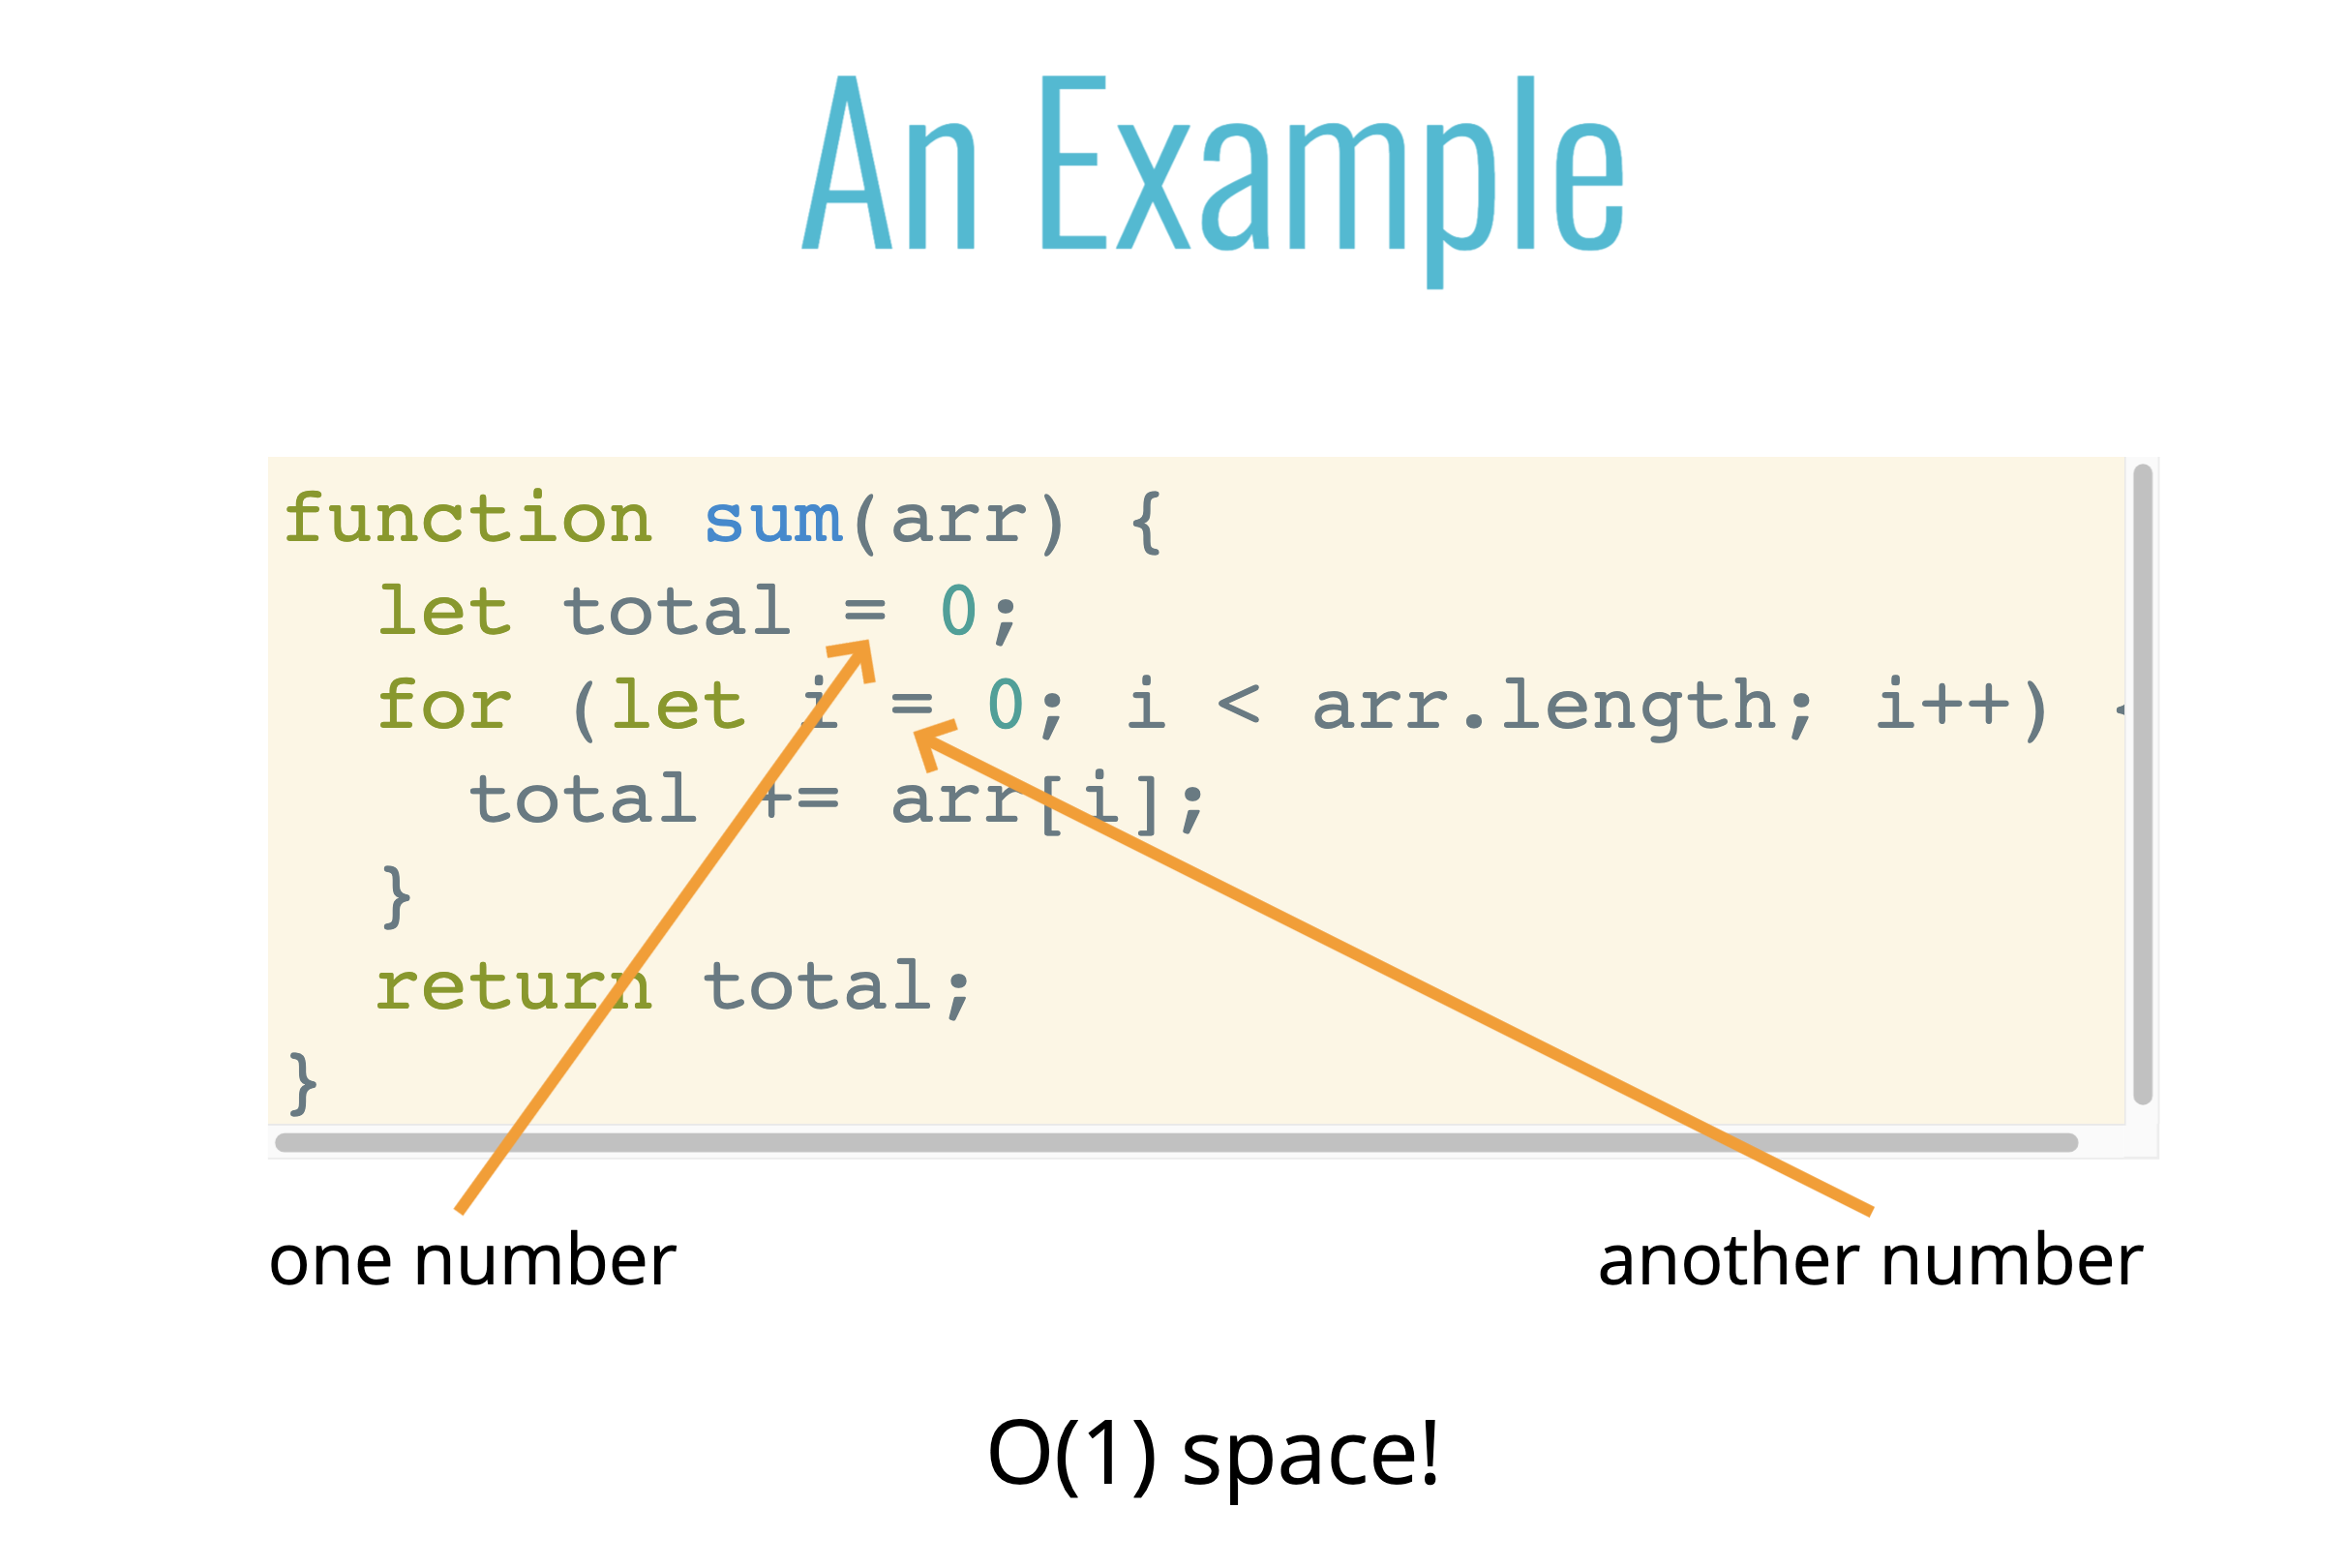 An Example
function sum(arr) {
let total = 0;
for (let i = 0; i < arr.length; i++)
total += arr[i];
}
return total;
}
one number
another number
O(1) space!